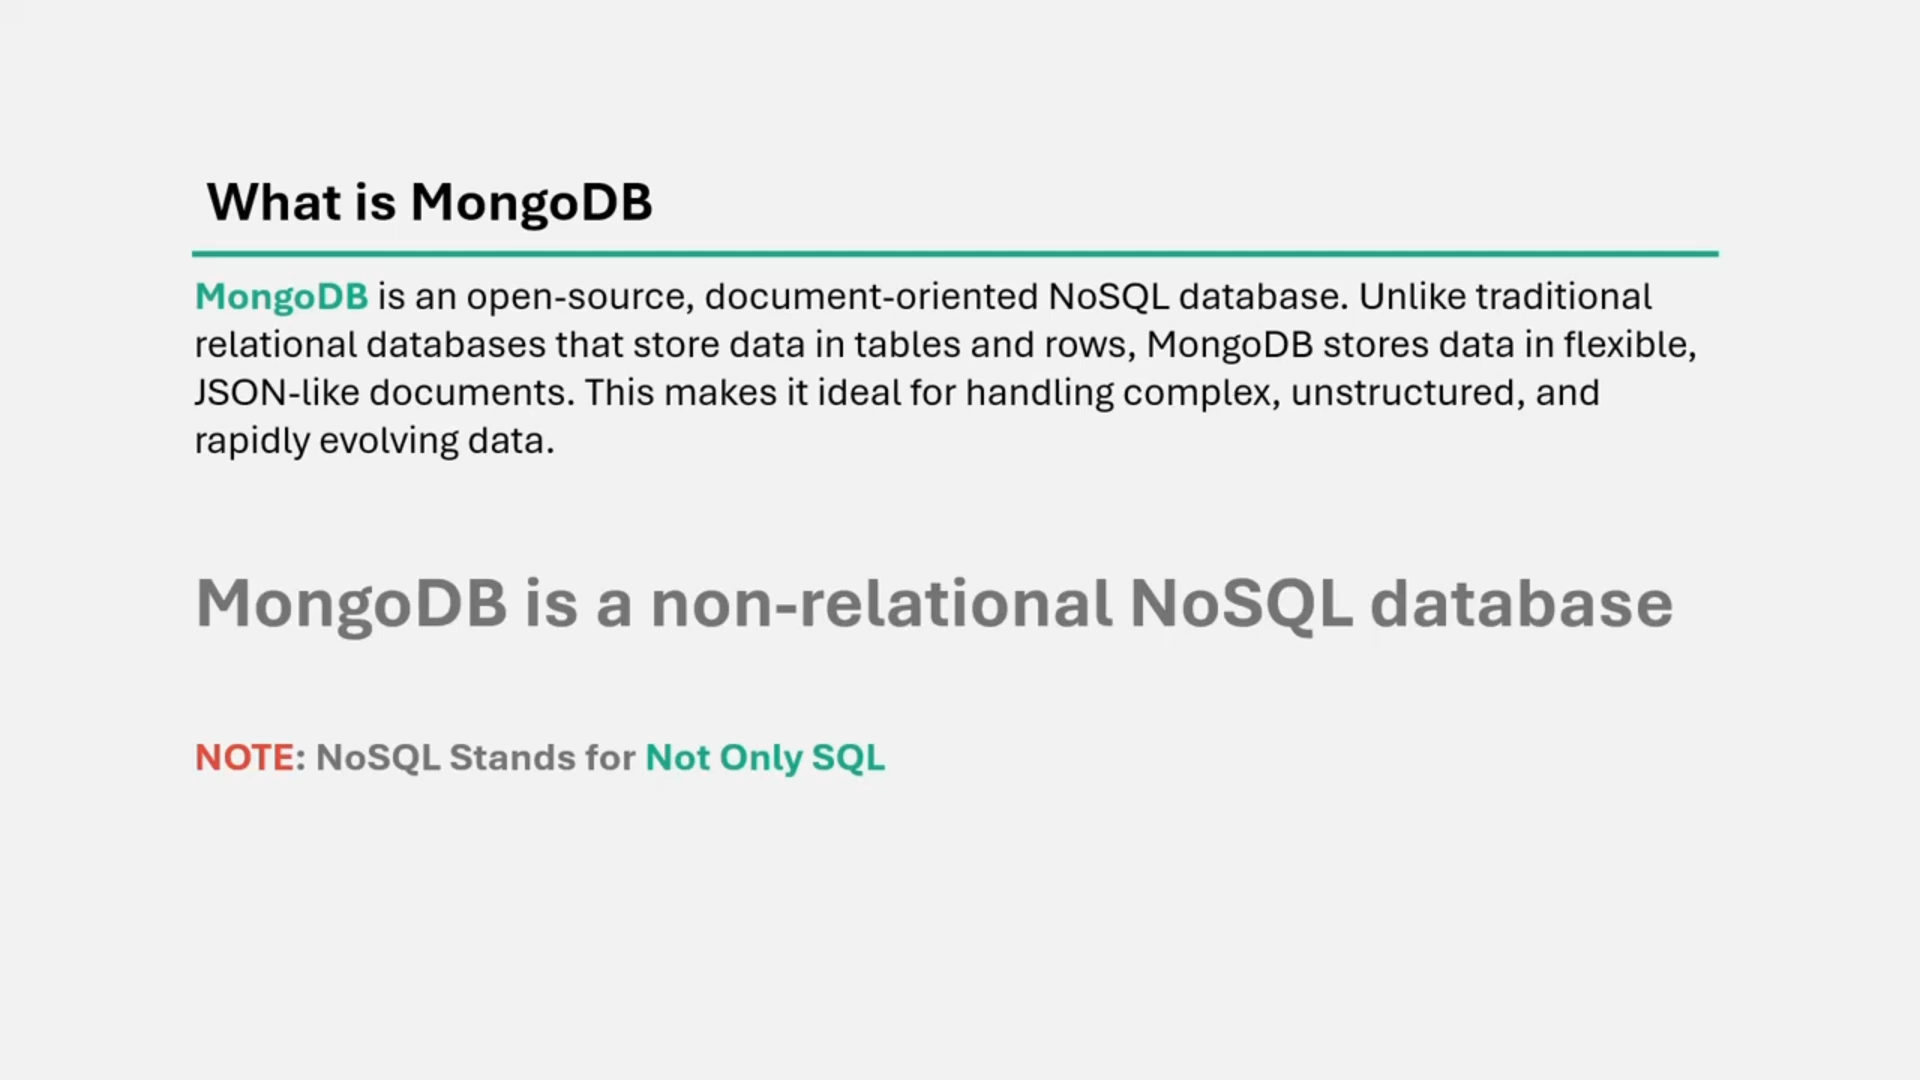 What is MongoDB
MongoDB is an open-source, document-oriented NoSQL database. Unlike traditional
relational databases that store data in tables and rows, MongoDB stores data in flexible,
JSON-like documents. This makes it ideal for handling complex, unstructured, and
rapidly evolving data.
MongoDB is a non-relational NoSQL database
NOTE: NoSQL Stands for Not Only SQL